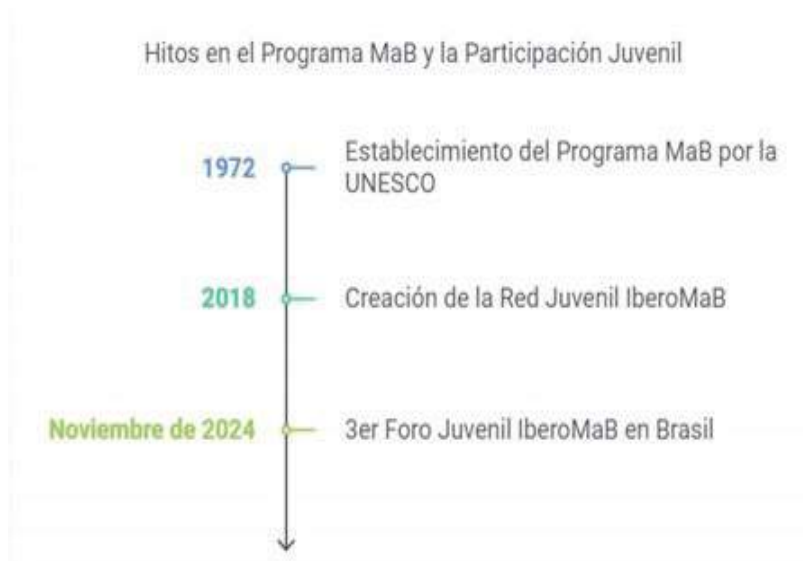 Hitos en el Programa MaB y la Participación Juvenil
1972
Establecimiento del Programa MaB por la
UNESCO
2018
Creación de la Red Juvenil IberoMaB
Noviembre de 2024
3er Foro Juvenil IberoMaB en Brasil